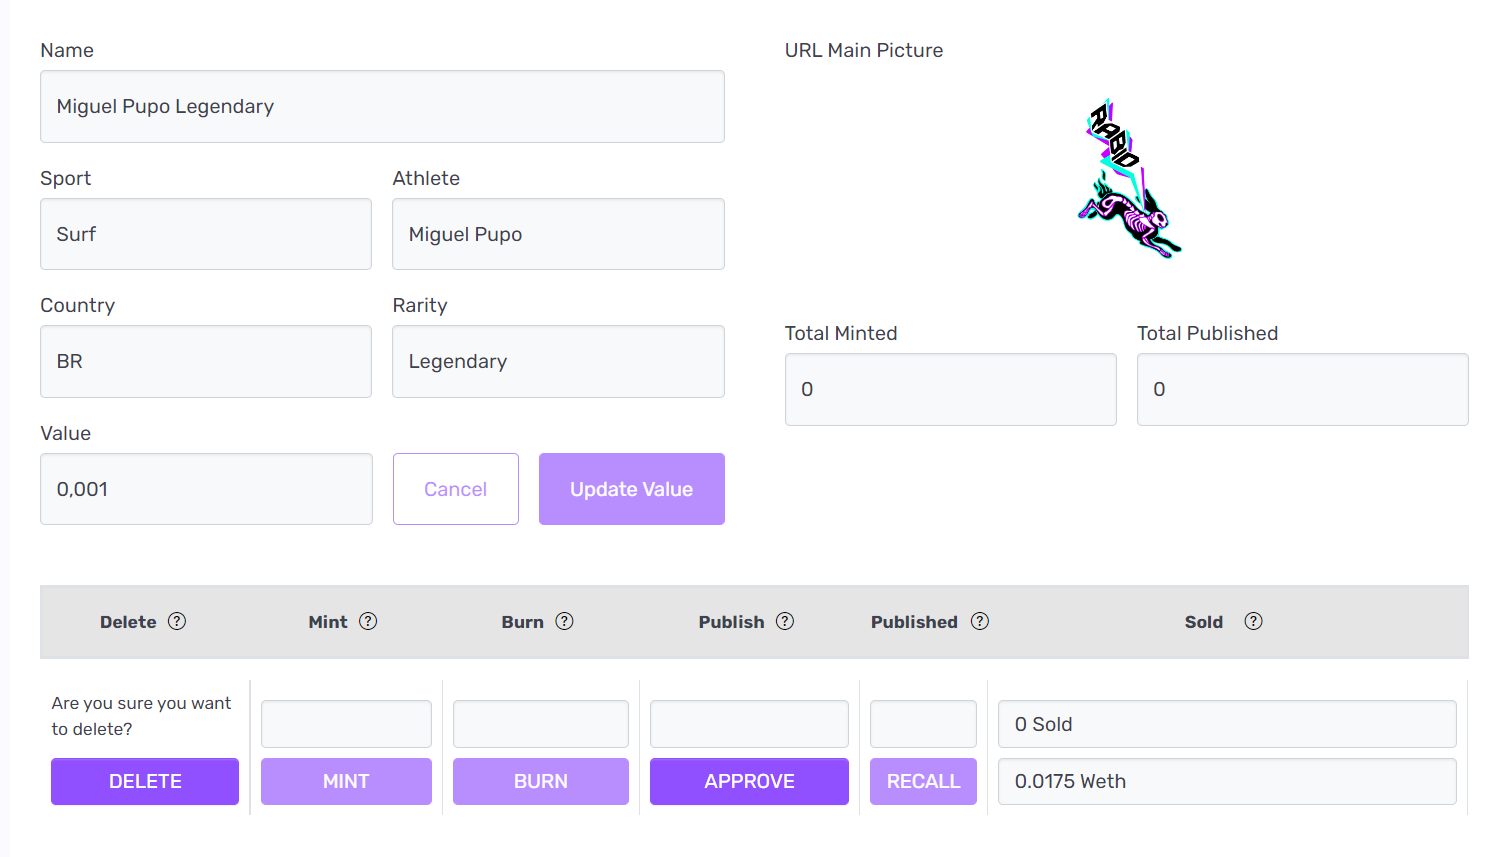 Name
Miguel Pupo Legendary
Sport
Athlete
Surf
Miguel Pupo
Country
Rarity
BR
Legendary
Value
0,001
Cancel
Update Value
URL Main Picture
RABID
Total Minted
Total Published
0
0
Delete ?
Mint ?
Burn ?
Publish ?
Published ?
Sold ?
Are you sure you want
to delete?
DELETE
MINT
BURN
APPROVE
RECALL
0 Sold
0.0175 Weth